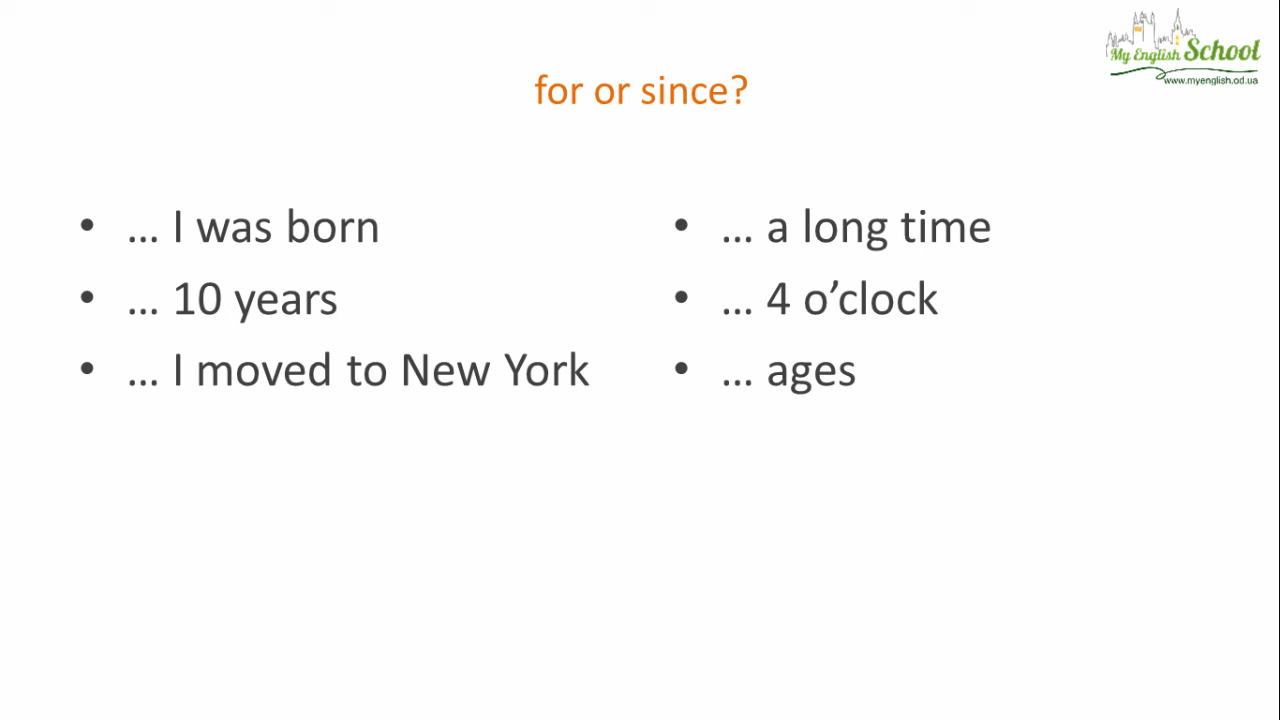 My English School
www.myenglish.od.ua
for or since?
• … I was born
• … 10 years
• … I moved to New York
• … a long time
• … 4 o’clock
• … ages